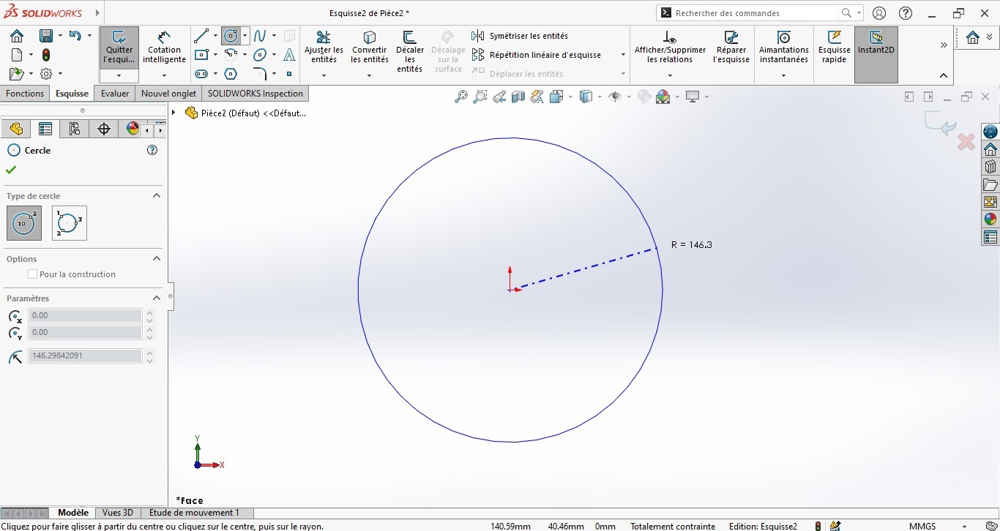 SOLIDWORKS
Esquisse2 de Pièce2 *
Rechercher des commandes
Quitter l'esqui...
Cotation intelligente
Ajuster les entités
Convertir les entités
Décaler les entités
Décalage sur la surface
Symétriser les entités
Répétition linéaire d'esquisse
Déplacer les entités
Afficher/Supprimer les relations
Réparer l'esquisse
Aimantations instantanées
Esquisse rapide
Instant2D
Fonctions
Esquisse
Evaluer
Nouvel onglet
SOLIDWORKS Inspection
Pièce2 (Défaut) <<Défaut...
Cercle
Type de cercle
Options
Pour la construction
Paramètres
0.00
0.00
146.29842091
R = 146.3
Y
X
*Face
Modèle
Vues 3D
Etude de mouvement 1
Cliquez pour faire glisser à partir du centre ou cliquez sur le centre, puis sur le rayon.
140.59mm
40.46mm
0mm
Totalement contrainte
Edition: Esquisse2
MMGS